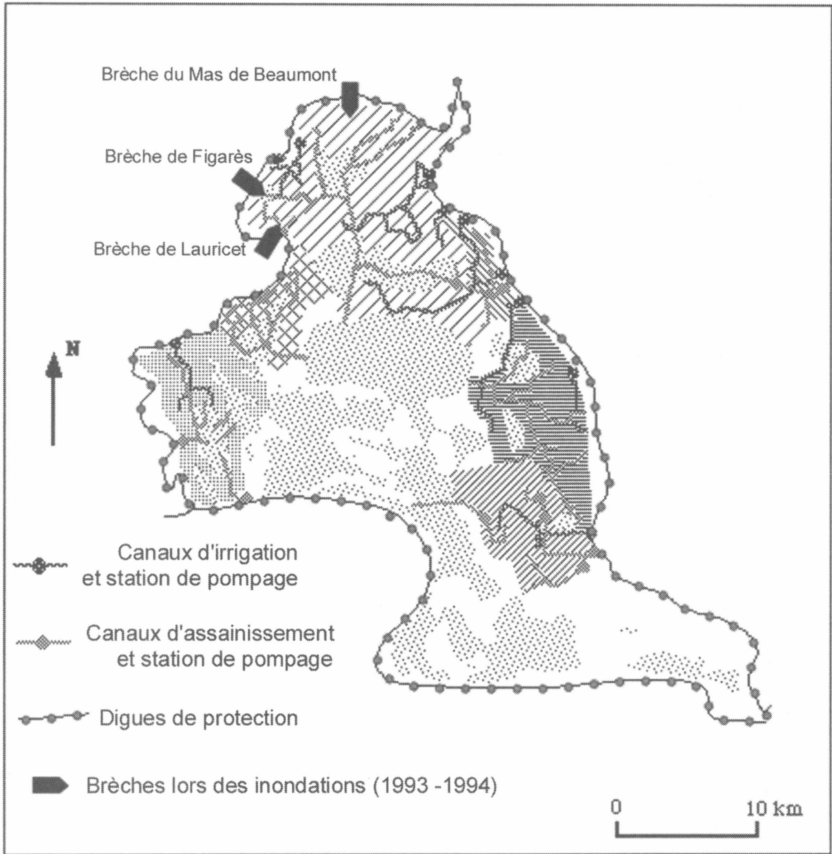 Brèche du Mas de Beaumont
Brèche de Figarès
Brèche de Lauricet
N
Canaux d'irrigation
et station de pompage
Canaux d'assainissement
et station de pompage
Digues de protection
Brèches lors des inondations (1993 -1994)
0 10 km